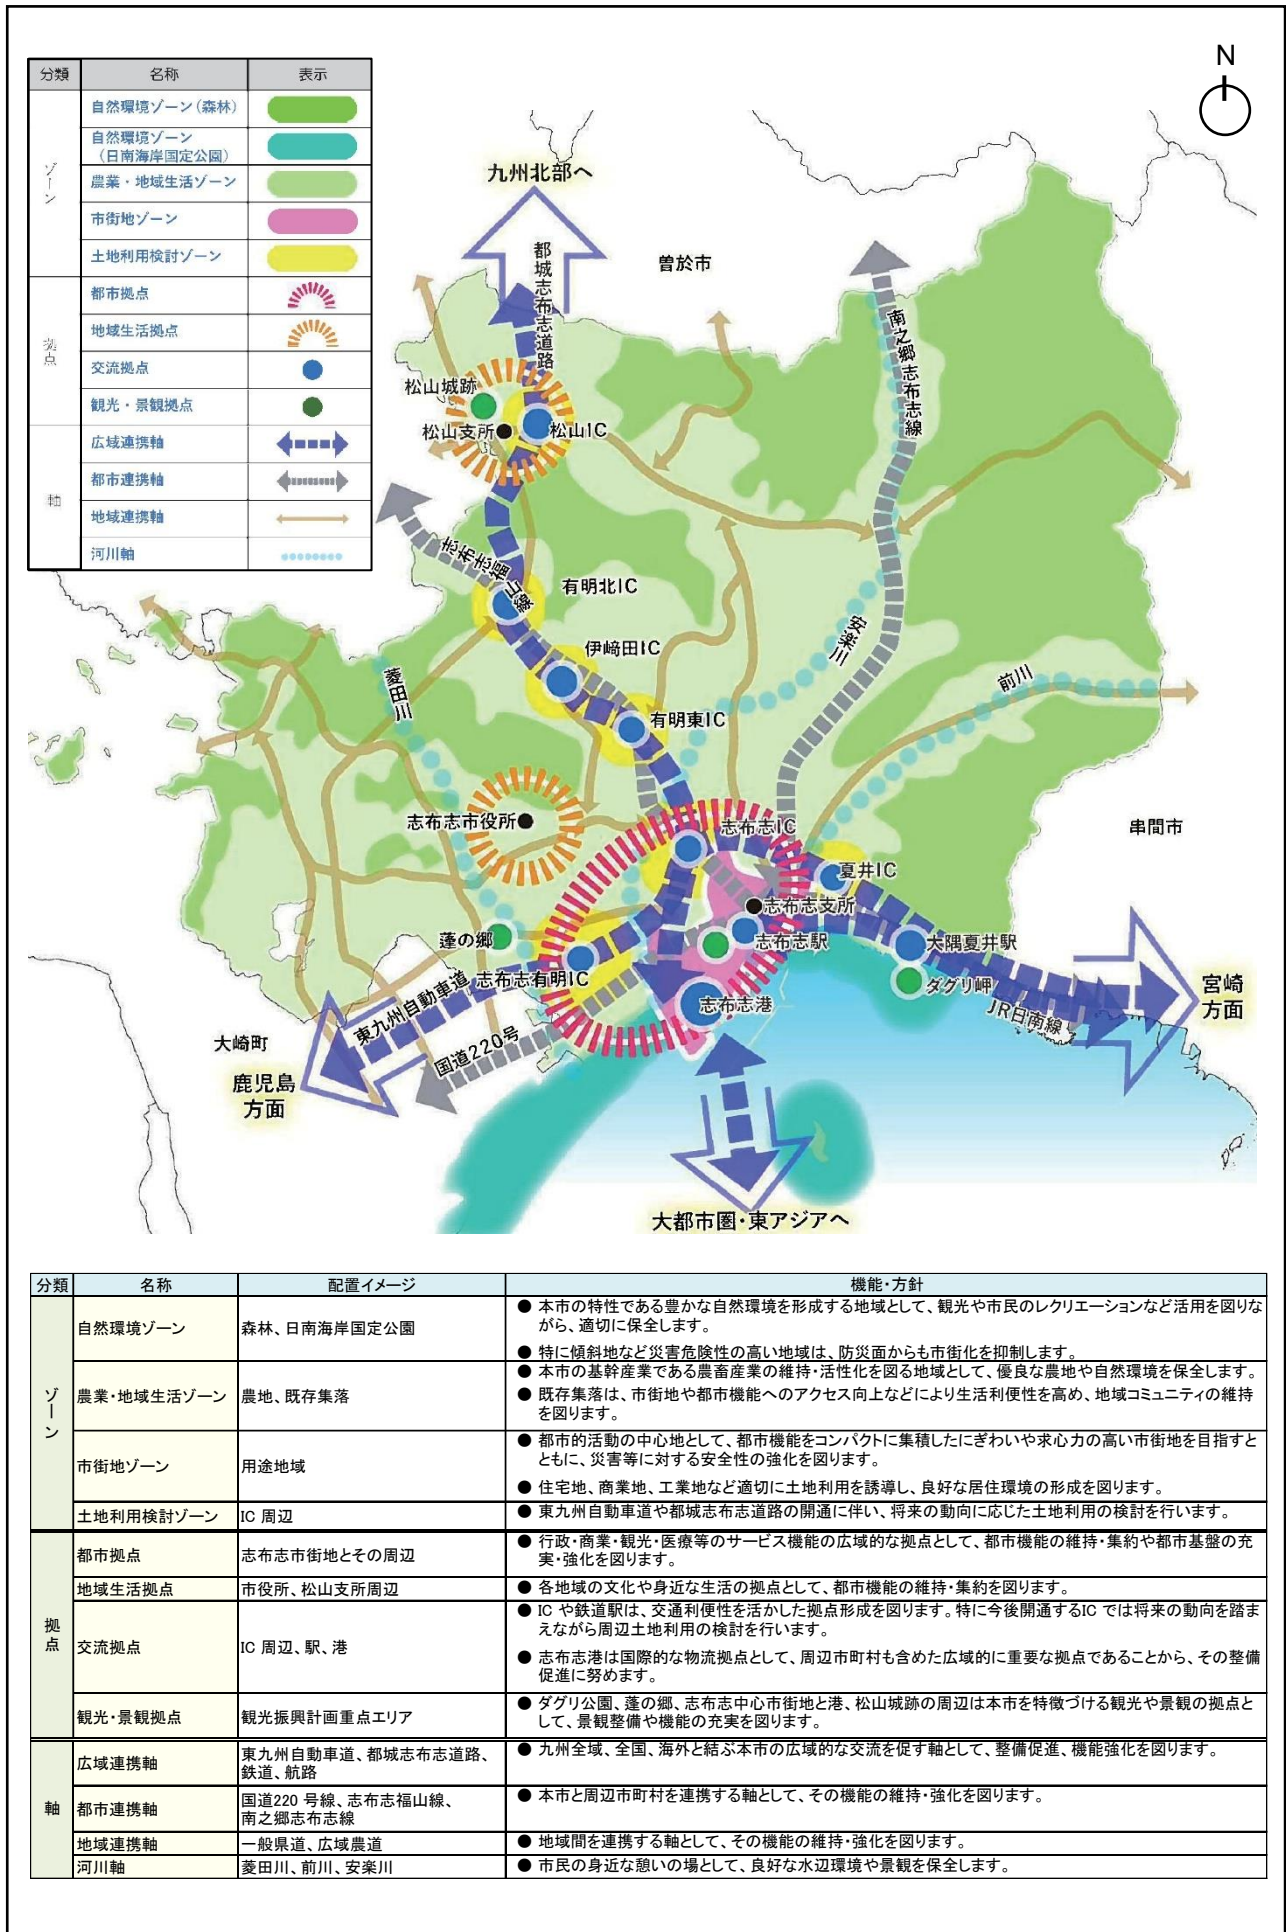 N
分類 名称 表示
ゾーン
自然環境ゾーン(森林)
自然環境ゾーン
(日南海岸国定公園)
農業・地域生活ゾーン
市街地ゾーン
土地利用検討ゾーン
拠点
都市拠点
地域生活拠点
交流拠点
観光・景観拠点
軸
広域連携軸
都市連携軸
地域連携軸
河川軸
九州北部へ
都城志布志道路
曽於市
南之郷志布志線
松山城跡
松山支所
松山IC
志布志福山線
有明北IC
伊﨑田IC
安楽川
菱田川
前川
有明東IC
志布志市役所
志布志IC
串間市
夏井IC
志布志支所
蓬の郷
志布志駅
大隅夏井駅
志布志有明IC
ダグリ岬
宮崎
方面
東九州自動車道
志布志港
JR日南線
大崎町
国道220号
鹿児島
方面
大都市圏・東アジアへ
分類 名称 配置イメージ 機能・方針
ゾーン
自然環境ゾーン 森林、日南海岸国定公園
● 本市の特性である豊かな自然環境を形成する地域として、観光や市民のレクリエーションなど活用を図りな
がら、適切に保全します。
● 特に傾斜地など災害危険性の高い地域は、防災面からも市街化を抑制します。
農業・地域生活ゾーン 農地、既存集落
● 本市の基幹産業である農畜産業の維持・活性化を図る地域として、優良な農地や自然環境を保全します。
● 既存集落は、市街地や都市機能へのアクセス向上などにより生活利便性を高め、地域コミュニティの維持
を図ります。
市街地ゾーン 用途地域
● 都市的活動の中心地として、都市機能をコンパクトに集積したにぎわいや求心力の高い市街地を目指すと
ともに、災害等に対する安全性の強化を図ります。
● 住宅地、商業地、工業地など適切に土地利用を誘導し、良好な居住環境の形成を図ります。
土地利用検討ゾーン IC 周辺
● 東九州自動車道や都城志布志道路の開通に伴い、将来の動向に応じた土地利用の検討を行います。
拠点
都市拠点 志布志市街地とその周辺
● 行政・商業・観光・医療等のサービス機能の広域的な拠点として、都市機能の維持・集約や都市基盤の充
実・強化を図ります。
地域生活拠点 市役所、松山支所周辺
● 各地域の文化や身近な生活の拠点として、都市機能の維持・集約を図ります。
交流拠点 IC 周辺、駅、港
● IC や鉄道駅は、交通利便性を活かした拠点形成を図ります。特に今後開通するIC では将来の動向を踏ま
えながら周辺土地利用の検討を行います。
● 志布志港は国際的な物流拠点として、周辺市町村も含めた広域的に重要な拠点であることから、その整備
促進に努めます。
観光・景観拠点 観光振興計画重点エリア
● ダグリ公園、蓬の郷、志布志中心市街地と港、松山城跡の周辺は本市を特徴づける観光や景観の拠点と
して、景観整備や機能の充実を図ります。
軸
広域連携軸 東九州自動車道、都城志布志道路、
鉄道、航路
● 九州全域、全国、海外と結ぶ本市の広域的な交流を促す軸として、整備促進、機能強化を図ります。
都市連携軸 国道220 号線、志布志福山線、
南之郷志布志線
● 本市と周辺市町村を連携する軸として、その機能の維持・強化を図ります。
地域連携軸 一般県道、広域農道
● 地域間を連携する軸として、その機能の維持・強化を図ります。
河川軸 菱田川、前川、安楽川
● 市民の身近な憩いの場として、良好な水辺環境や景観を保全します。